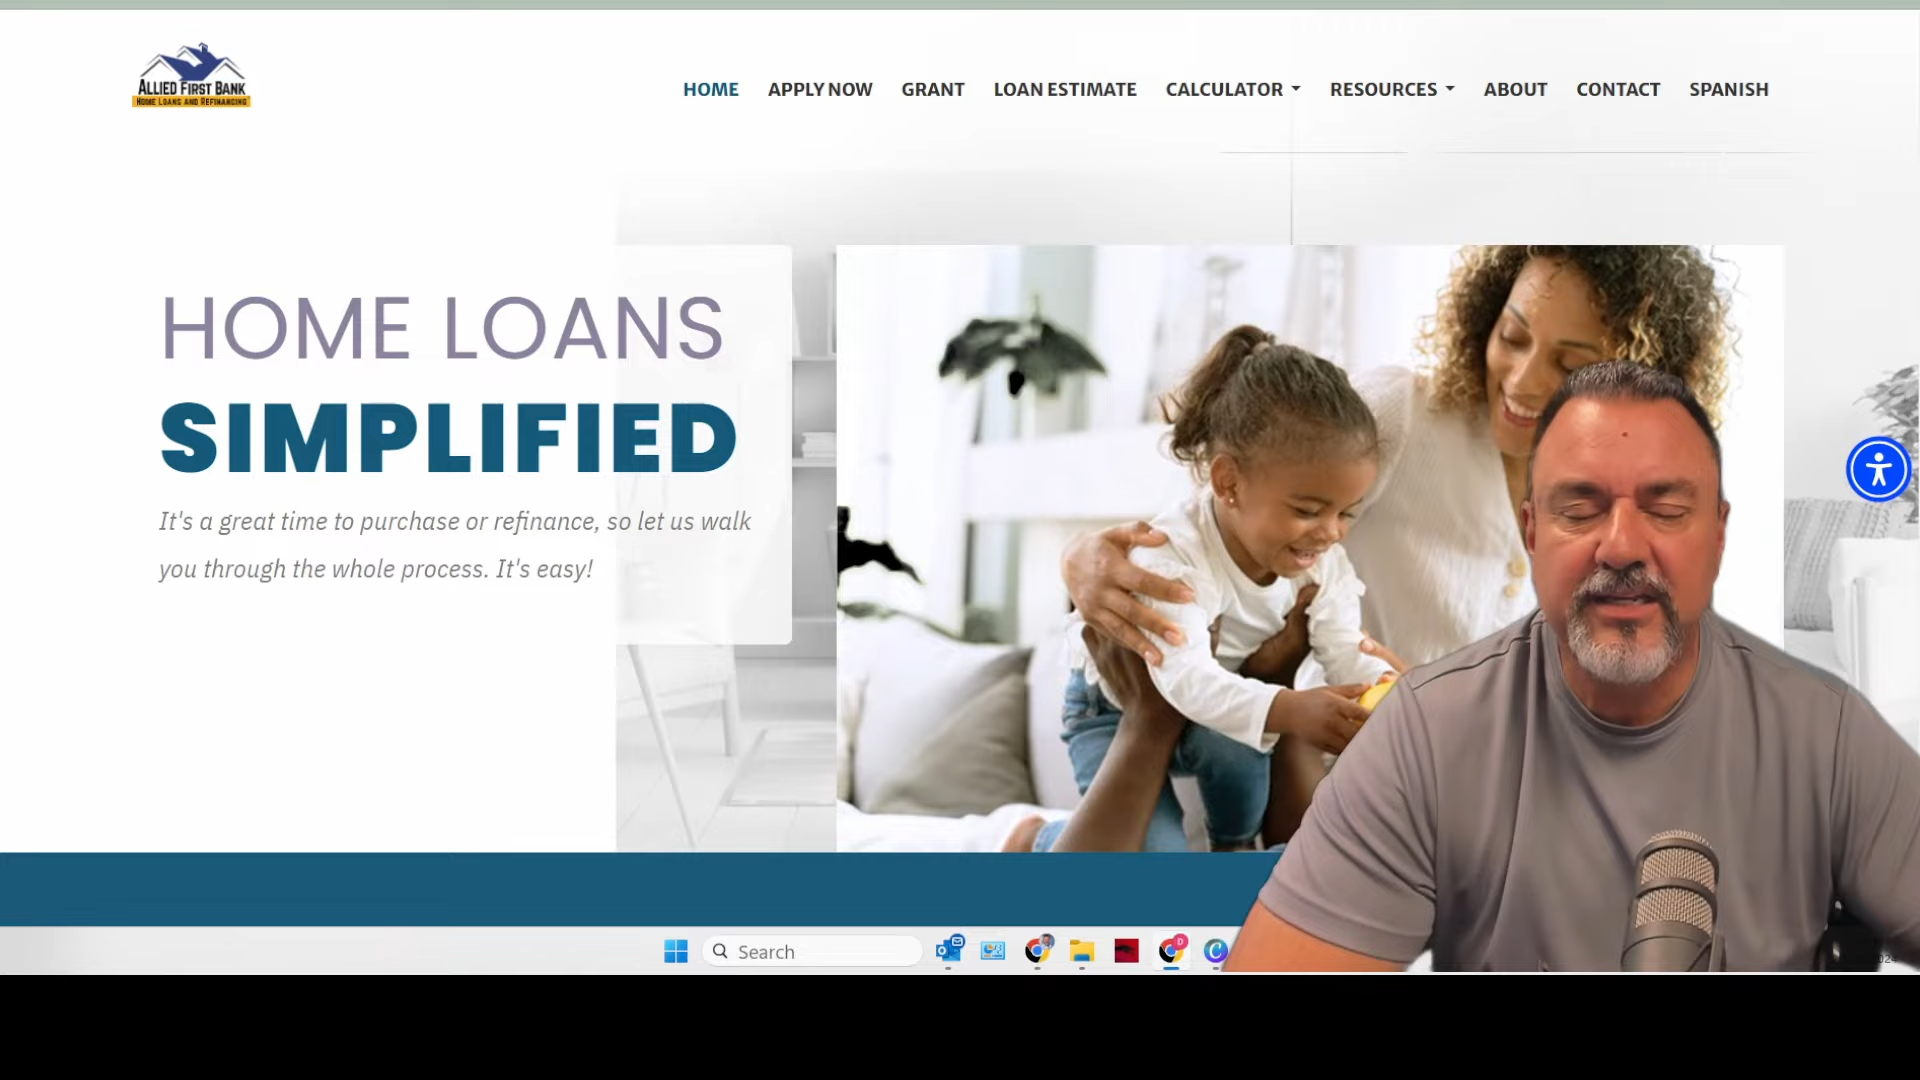 ALLIED FIRST BANK
HOME LOANS AND REFINANCING
HOME
APPLY NOW
GRANT
LOAN ESTIMATE
CALCULATOR
RESOURCES
ABOUT
CONTACT
SPANISH
HOME LOANS
SIMPLIFIED
It's a great time to purchase or refinance, so let us walk
you through the whole process. It's easy!
Search